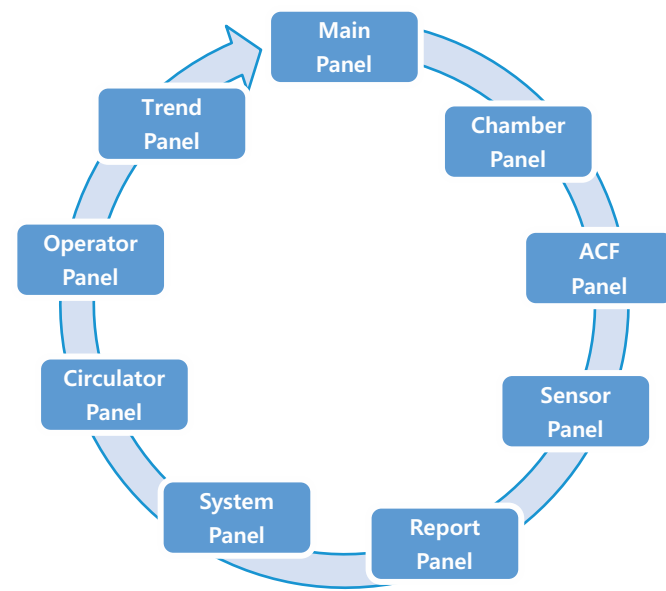 Main
Panel
Chamber
Panel
ACF
Panel
Sensor
Panel
Report
Panel
System
Panel
Circulator
Panel
Operator
Panel
Trend
Panel